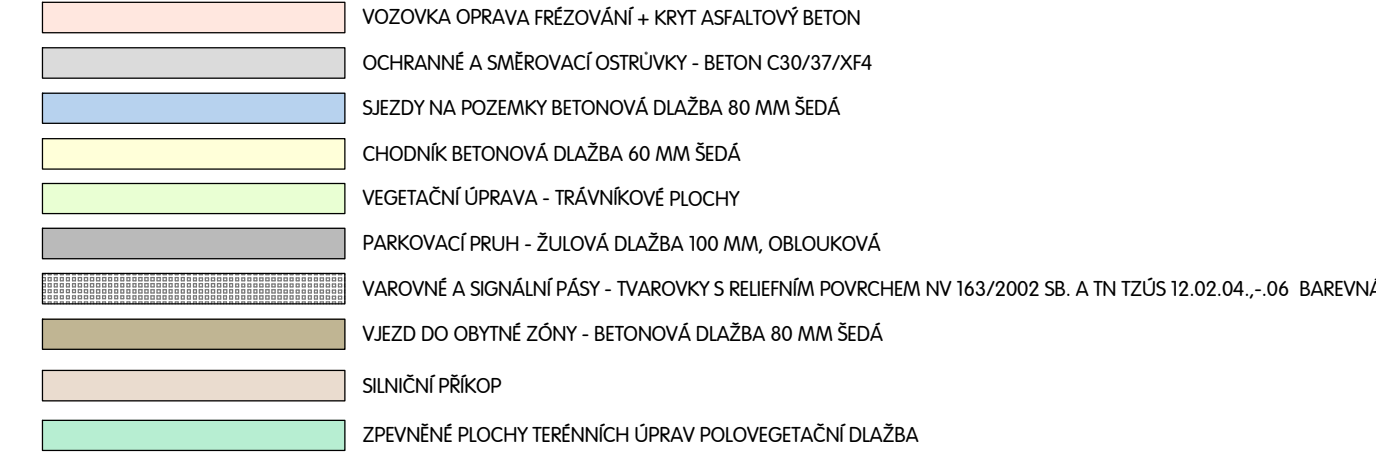 VOZOVKA OPRAVA FRÉZOVÁNÍ + KRYT ASFALTOVÝ BETON
OCHRANNÉ A SMĚROVACÍ OSTRŮVKY - BETON C30/37/XF4
SJEZDY NA POZEMKY BETONOVÁ DLAŽBA 80 MM ŠEDÁ
CHODNÍK BETONOVÁ DLAŽBA 60 MM ŠEDÁ
VEGETAČNÍ ÚPRAVA - TRÁVNÍKOVÉ PLOCHY
PARKOVACÍ PRUH - ŽULOVÁ DLAŽBA 100 MM, OBLOUKOVÁ
VAROVNÉ A SIGNÁLNÍ PÁSY - TVAROVKY S RELIEFNÍM POVRCHEM NV 163/2002 SB. A TN TZÚS 12.02.04.,-.06 BAREVNÁ
VJEZD DO OBYTNÉ ZÓNY - BETONOVÁ DLAŽBA 80 MM ŠEDÁ
SILNIČNÍ PŘÍKOP
ZPEVNĚNÉ PLOCHY TERÉNNÍCH ÚPRAV POLOVEGETAČNÍ DLAŽBA